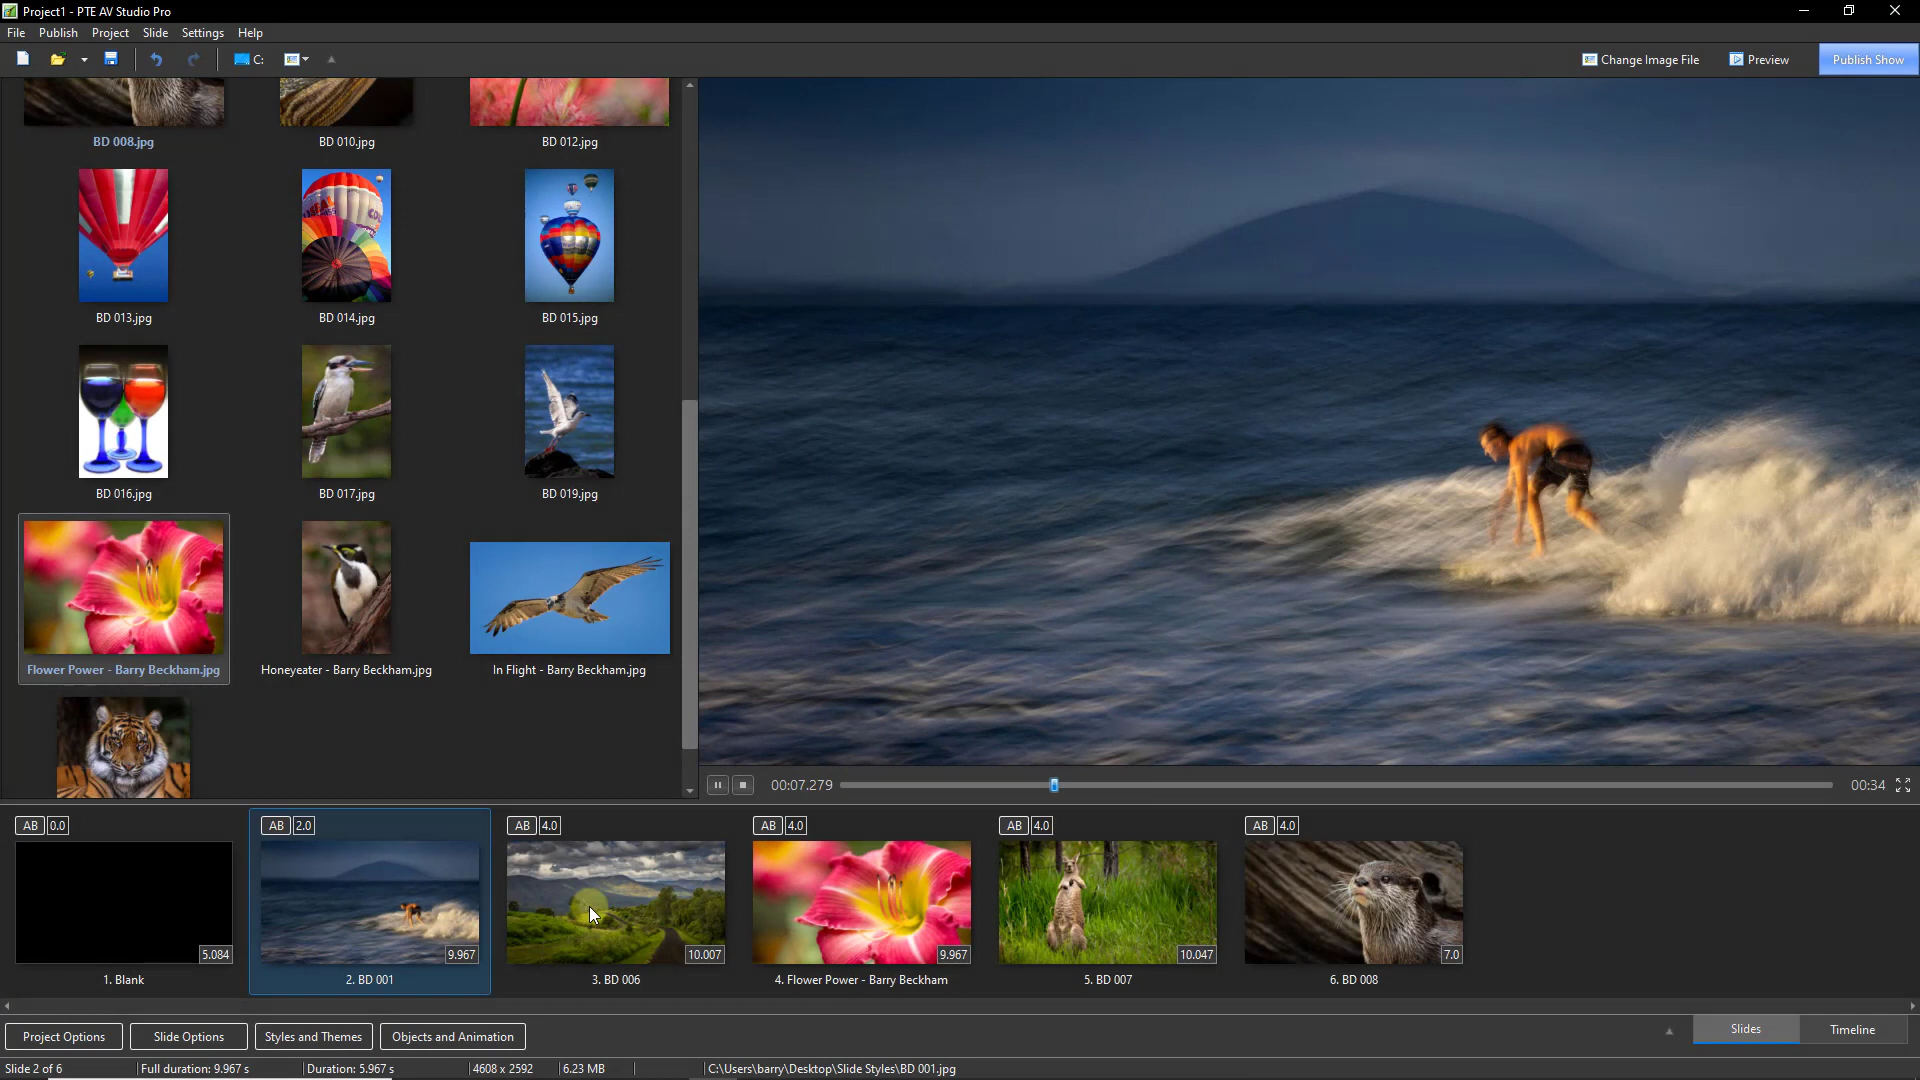 Project1 - PTE AV Studio Pro
File Publish Project Slide Settings Help
C:
Change Image File Preview Publish Show
BD 008.jpg BD 010.jpg BD 012.jpg
BD 013.jpg BD 014.jpg BD 015.jpg
BD 016.jpg BD 017.jpg BD 019.jpg
Flower Power - Barry Beckham.jpg Honeyeater - Barry Beckham.jpg In Flight - Barry Beckham.jpg
00:07.279 00:34
AB 0.0 AB 2.0 AB 4.0 AB 4.0 AB 4.0 AB 4.0
5.084 9.967 10.007 9.967 10.047 7.0
1. Blank 2. BD 001 3. BD 006 4. Flower Power - Barry Beckham 5. BD 007 6. BD 008
Project Options Slide Options Styles and Themes Objects and Animation Slides Timeline
Slide 2 of 6 Full duration: 9.967 s Duration: 5.967 s 4608 x 2592 6.23 MB C:\Users\barry\Desktop\Slide Styles\BD 001.jpg